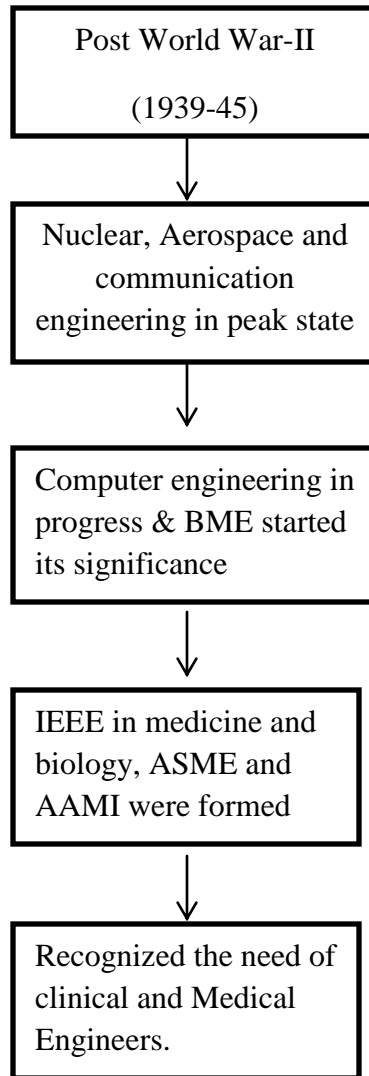 Post World War-II
(1939-45)
Nuclear, Aerospace and
communication
engineering in peak state
Computer engineering in
progress & BME started
its significance
IEEE in medicine and
biology, ASME and
AAMI were formed
Recognized the need of
clinical and Medical
Engineers.